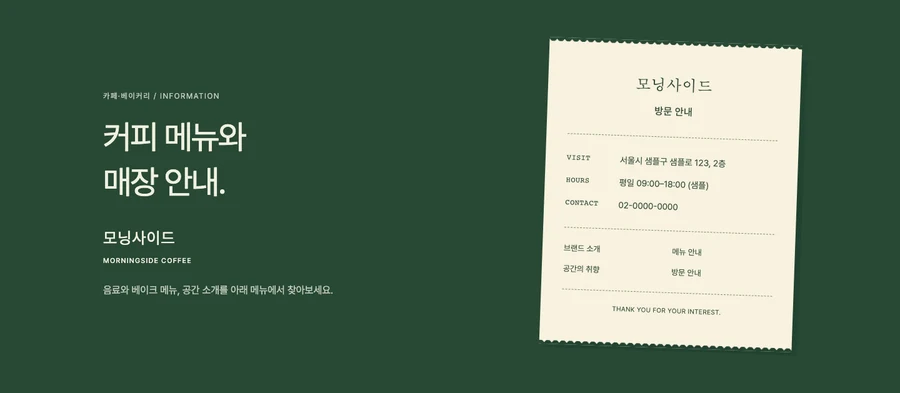 카페·베이커리 / INFORMATION
커피 메뉴와
매장 안내.
모닝사이드
MORNINGSIDE COFFEE
음료와 베이크 메뉴, 공간 소개를 아래 메뉴에서 찾아보세요.
모닝사이드
방문 안내
VISIT 서울시 샘플구 샘플로 123, 2층
HOURS 평일 09:00–18:00 (샘플)
CONTACT 02-0000-0000
브랜드 소개 메뉴 안내
공간의 취향 방문 안내
THANK YOU FOR YOUR INTEREST.